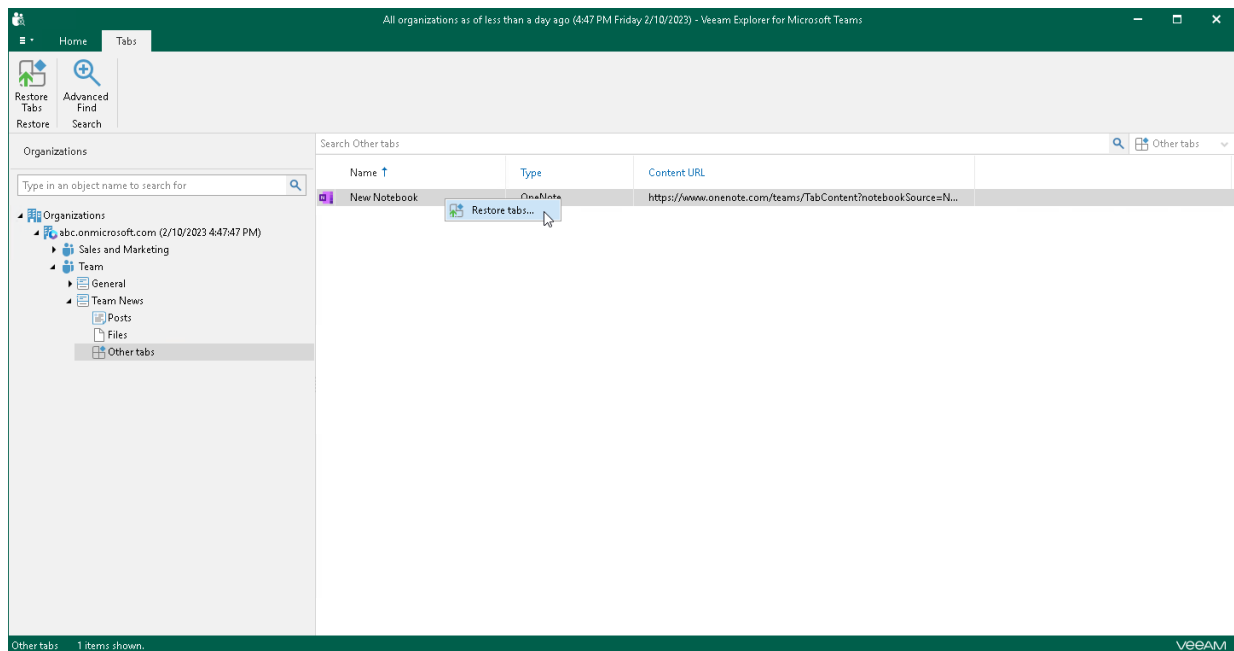 All organizations as of less than a day ago (4:47 PM Friday 2/10/2023) - Veeam Explorer for Microsoft Teams
Home Tabs
Restore Tabs
Advanced Find
Restore Search
Organizations
Type in an object name to search for
Organizations
abc.onmicrosoft.com (2/10/2023 4:47:47 PM)
Sales and Marketing
Team
General
Team News
Posts
Files
Other tabs
Search Other tabs
Other tabs
Name Type Content URL
New Notebook OneNote https://www.onenote.com/teams/TabContent?notebookSource=N...
Restore tabs...
Other tabs 1 items shown.
VEEAM